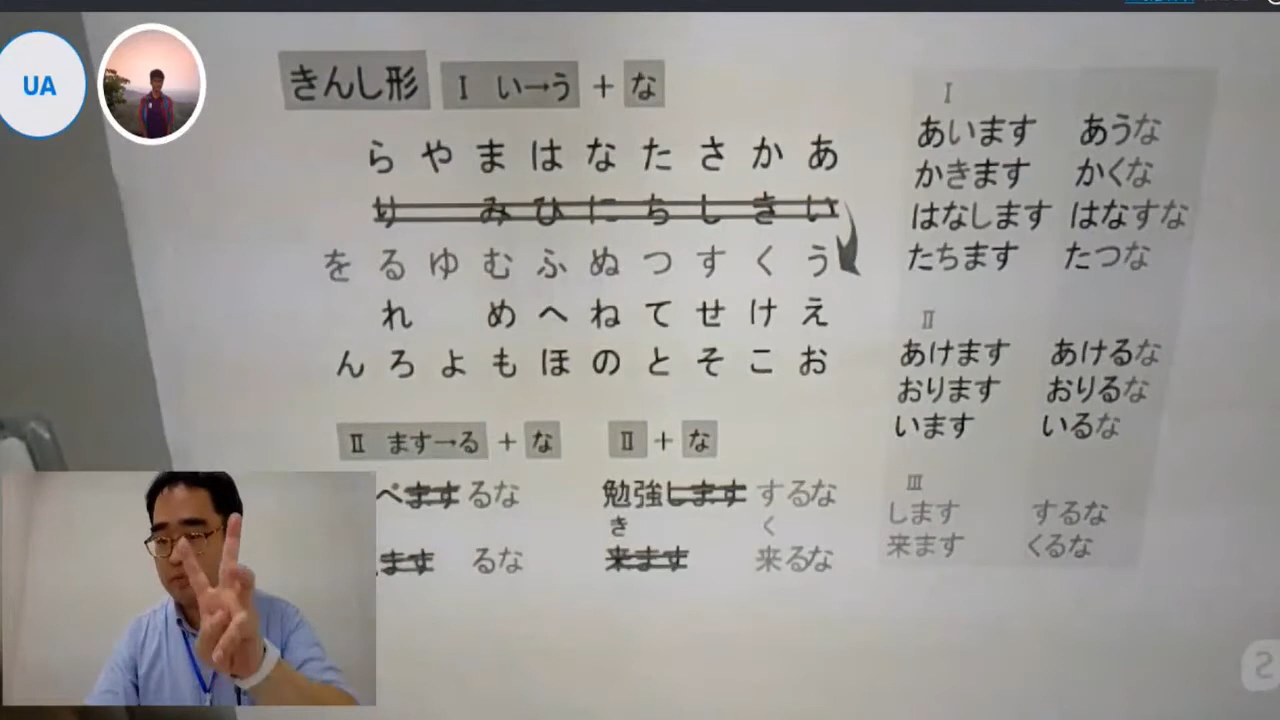 UA
きんし形 Ⅰ い→う + な
らやまはなたさかあ
りみひにちしきい
をるゆむふぬつすくう
れめへねてせけえ
んろよもほのとそこお
Ⅱ ます→る + な
べまするな
まするな
Ⅱ + な
勉強します するな
き く
来ます 来るな
Ⅰ
あいます あうな
かきます かくな
はなします はなすな
たちます たつな
Ⅱ
あけます あけるな
おります おりるな
います いるな
Ⅲ
します するな
来ます くるな
2